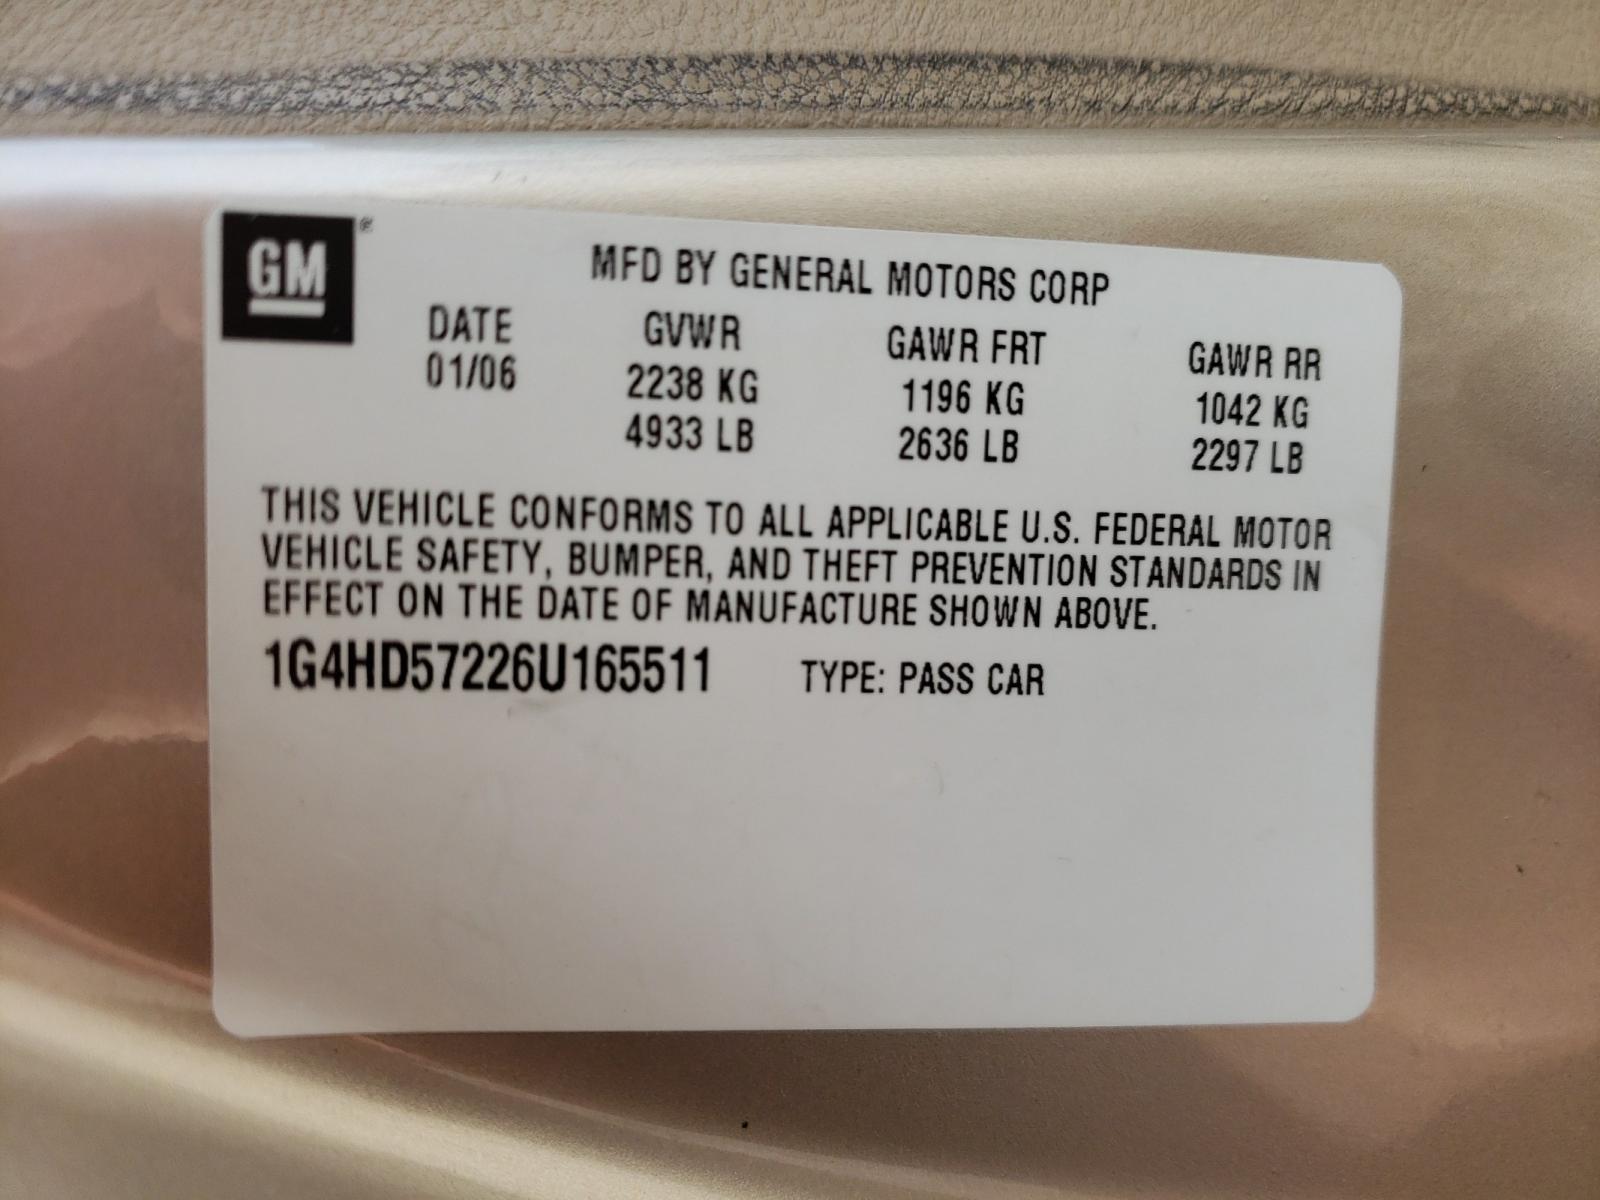 GM®
MFD BY GENERAL MOTORS CORP
DATE GVWR GAWR FRT GAWR RR
01/06 2238 KG 1196 KG 1042 KG
4933 LB 2636 LB 2297 LB
THIS VEHICLE CONFORMS TO ALL APPLICABLE U.S. FEDERAL MOTOR
VEHICLE SAFETY, BUMPER, AND THEFT PREVENTION STANDARDS IN
EFFECT ON THE DATE OF MANUFACTURE SHOWN ABOVE.
1G4HD57226U165511 TYPE: PASS CAR